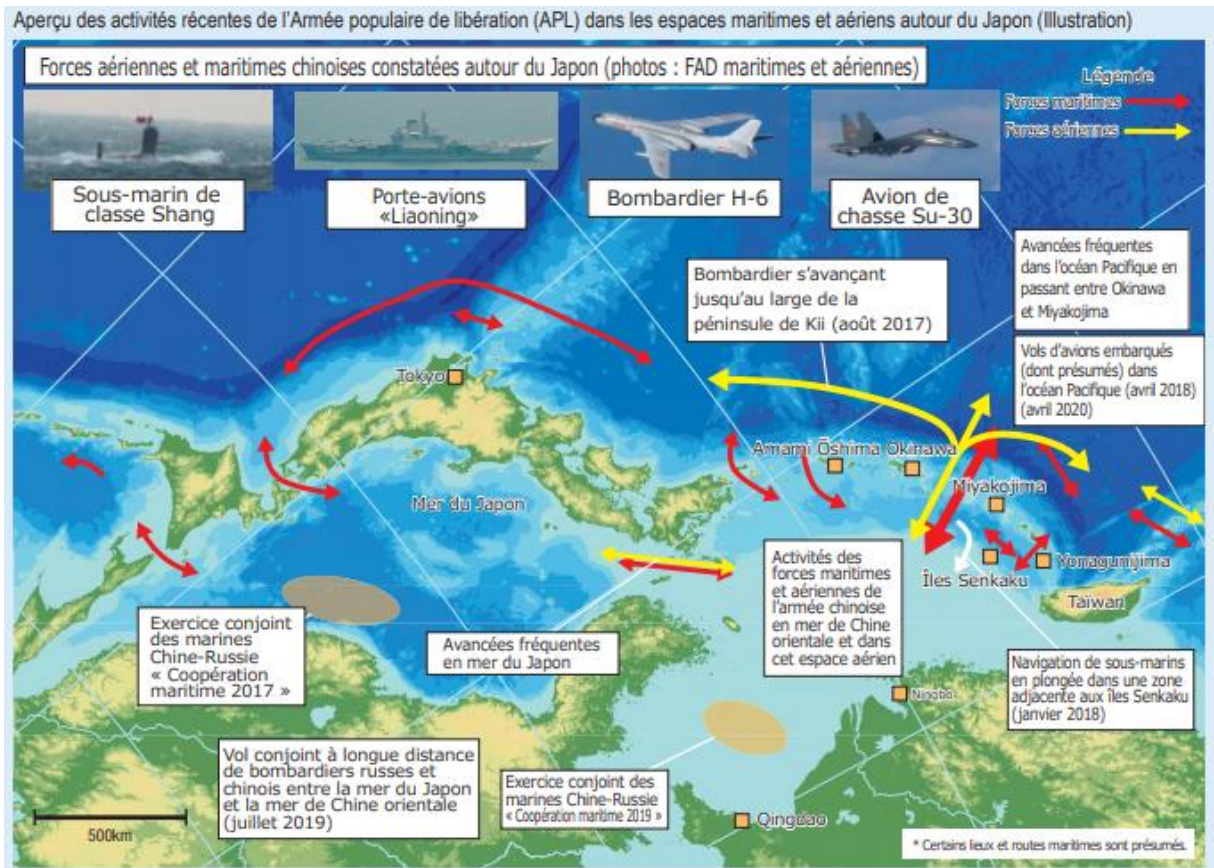 Aperçu des activités récentes de l'Armée populaire de libération (APL) dans les espaces maritimes et aériens autour du Japon (Illustration)
Forces aériennes et maritimes chinoises constatées autour du Japon (photos : FAD maritimes et aériennes)
Légende
Forces maritimes
Forces aériennes
Sous-marin de
classe Shang
Porte-avions
«Liaoning»
Bombardier H-6
Avion de
chasse Su-30
Avancées fréquentes
dans l'océan Pacifique en
passant entre Okinawa
et Miyakojima
Bombardier s'avançant
jusqu'au large de la
péninsule de Kii (août 2017)
Vols d'avions embarqués
(dont présumés) dans
l'océan Pacifique (avril 2018)
(avril 2020)
Tokyo
Amami Ōshima
Okinawa
Miyakojima
Mer du Japon
Îles Senkaku
Yonagunijima
Taïwan
Activités des
forces maritimes
et aériennes de
l'armée chinoise
en mer de Chine
orientale et dans
cet espace aérien
Exercice conjoint
des marines
Chine-Russie
« Coopération
maritime 2017 »
Avancées fréquentes
en mer du Japon
Navigation de sous-marins
en plongée dans une zone
adjacente aux îles Senkaku
(janvier 2018)
Ningbo
Vol conjoint à longue distance
de bombardiers russes et
chinois entre la mer du Japon
et la mer de Chine orientale
(juillet 2019)
Exercice conjoint des
marines Chine-Russie
« Coopération maritime 2019 »
Qingdao
500km
* Certains lieux et routes maritimes sont présumés.